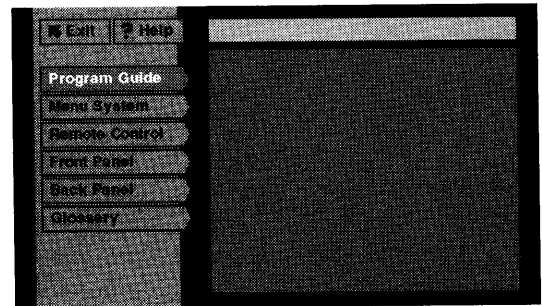 Exit ? Help
Program Guide
Menu System
Remote Control
Front Panel
Back Panel
Glossary